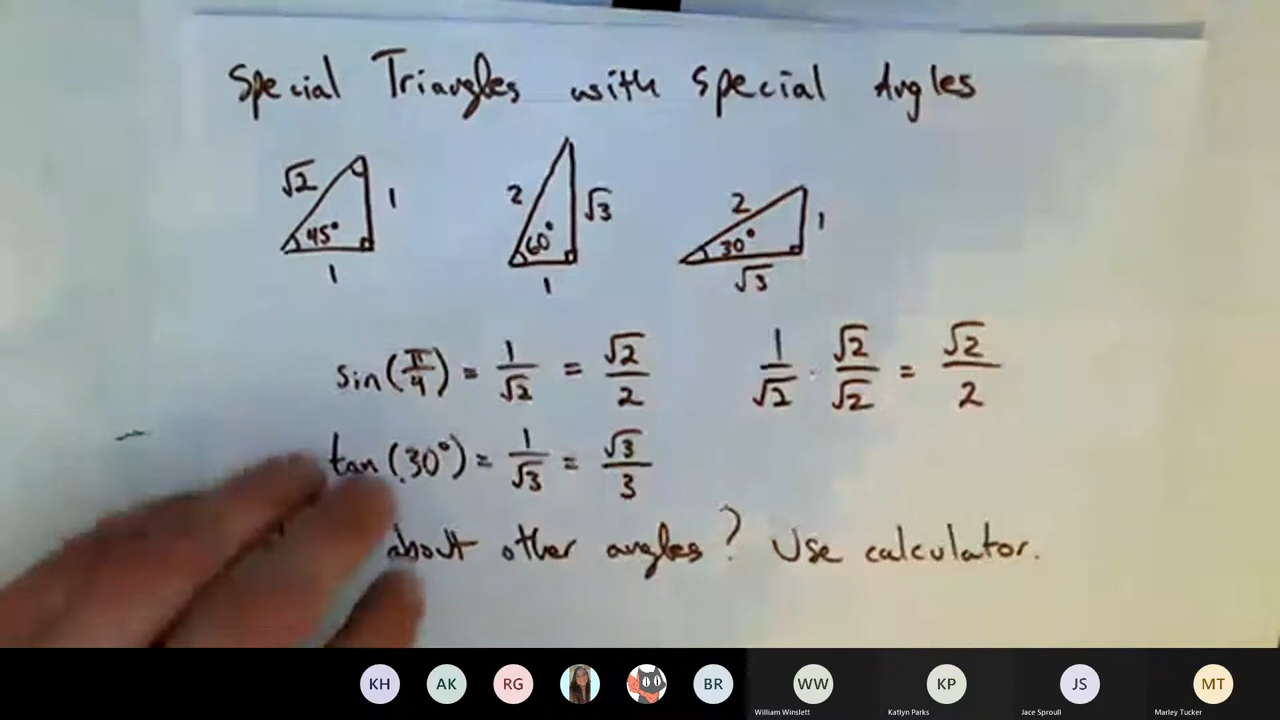 Special Triangles with Special Angles
√2 1 45° 1
2 √3 60° 1
2 1 30° √3
sin(π/4) = 1/√2 = √2/2
1/√2 · √2/√2 = √2/2
tan(30°) = 1/√3 = √3/3
about other angles? Use calculator.
KH AK RG BR WW KP JS MT
William Winslett Katlyn Parks Jace Sproull Marley Tucker